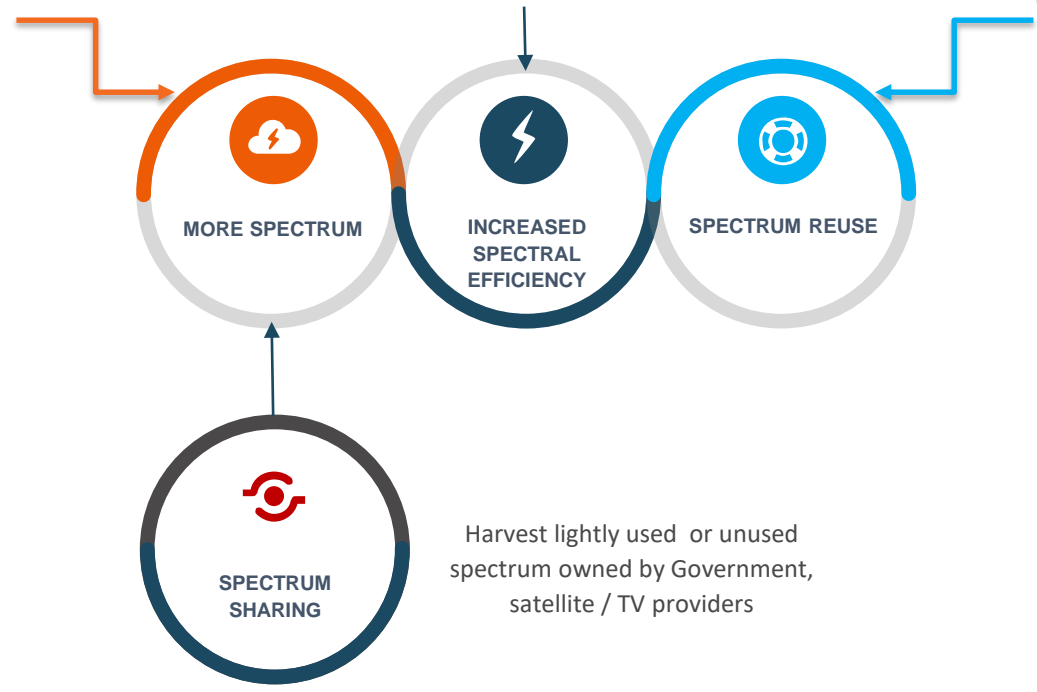 MORE SPECTRUM
INCREASED
SPECTRAL
EFFICIENCY
SPECTRUM REUSE
SPECTRUM
SHARING
Harvest lightly used or unused
spectrum owned by Government,
satellite / TV providers